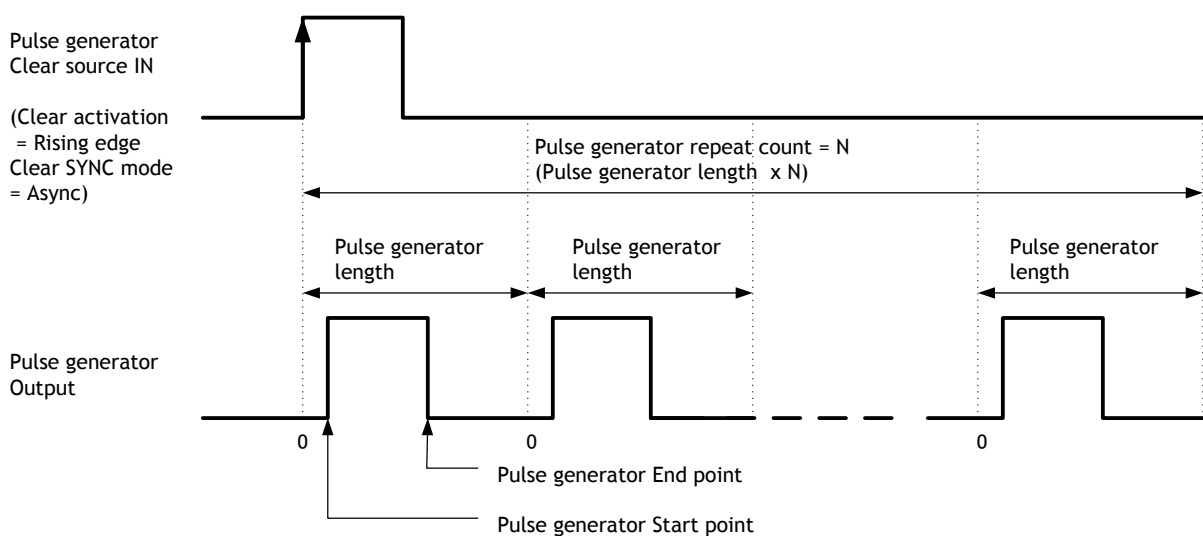 Pulse generator
Clear source IN
(Clear activation
= Rising edge
Clear SYNC mode
= Async)
Pulse generator repeat count = N
(Pulse generator length x N)
Pulse generator
length
Pulse generator
length
Pulse generator
length
Pulse generator
Output
0
0
0
Pulse generator End point
Pulse generator Start point